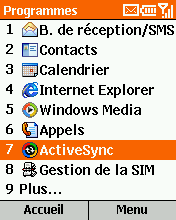 Programmes
1 B. de réception/SMS
2 Contacts
3 Calendrier
4 Internet Explorer
5 Windows Media
6 Appels
7 ActiveSync
8 Gestion de la SIM
9 Plus...
Accueil Menu